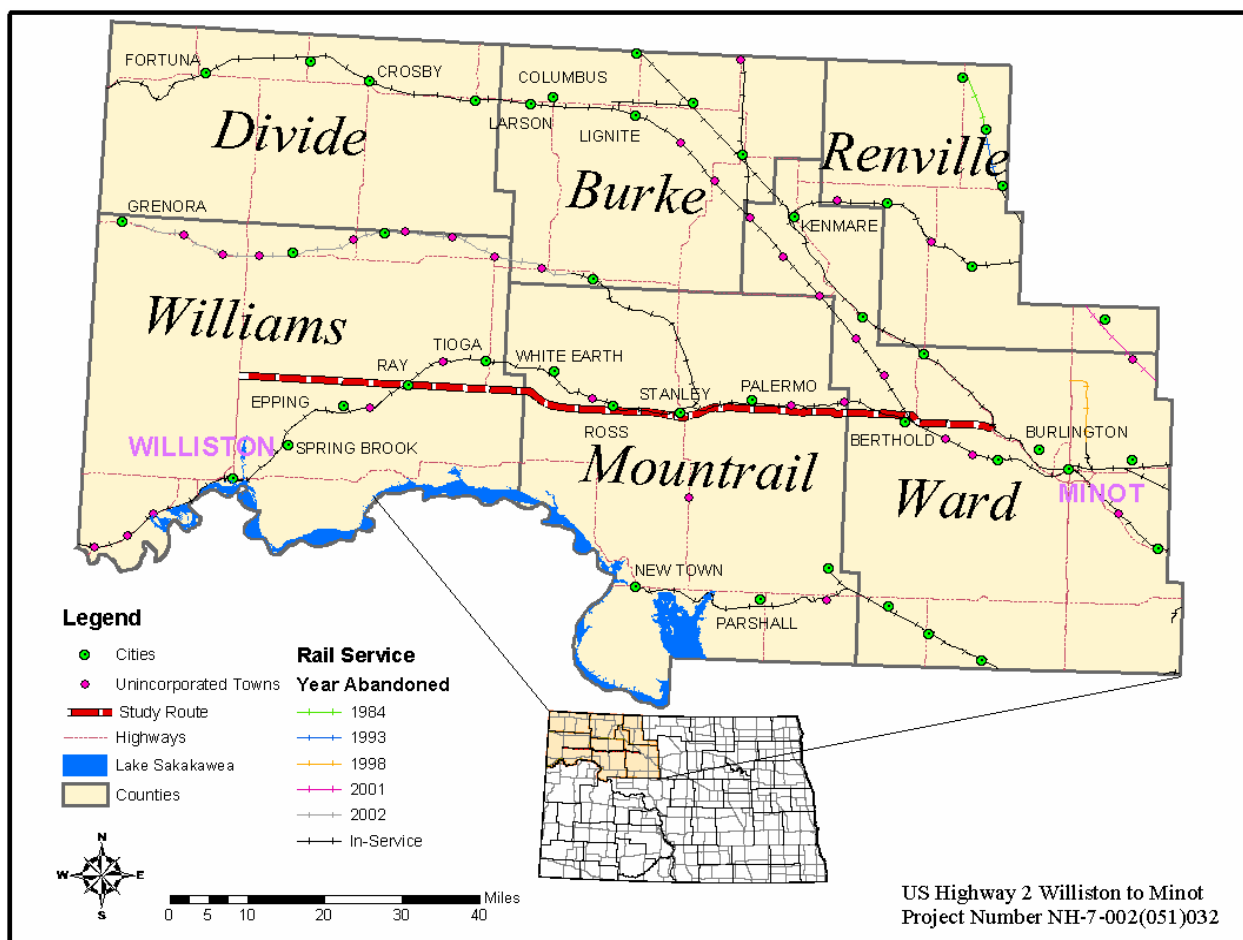 FORTUNA
CROSBY
COLUMBUS
LARSON
LIGNITE
Divide
Burke
Renville
GRENORA
KENMARE
Williams
TIOGA
WHITE EARTH
RAY
STANLEY
PALERMO
EPPING
ROSS
BERTHOLD
BURLINGTON
WILLISTON
SPRING BROOK
Mountrail
Ward
MINOT
NEW TOWN
PARSHALL
Legend
Cities
Unincorporated Towns
Study Route
Highways
Lake Sakakawea
Counties
Rail Service
Year Abandoned
1984
1993
1998
2001
2002
In-Service
N
W E
S
Miles
0 5 10 20 30 40
US Highway 2 Williston to Minot
Project Number NH-7-002(051)032